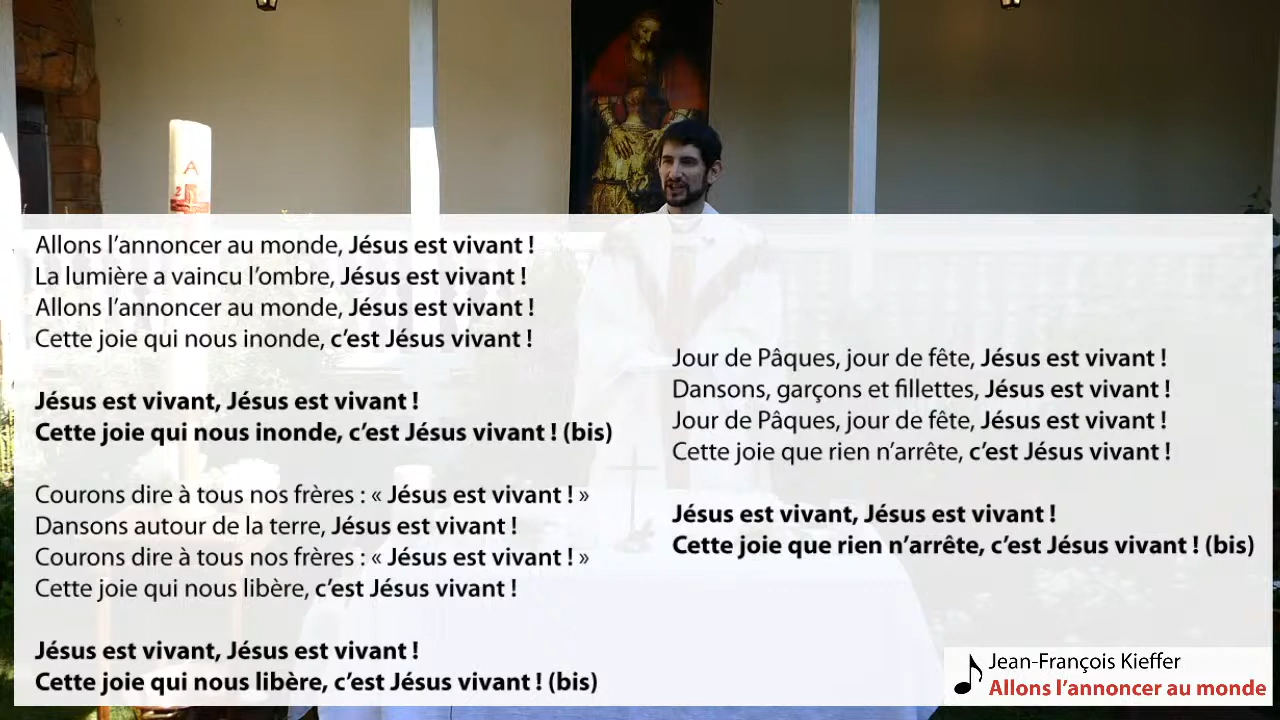 Allons l’annoncer au monde, Jésus est vivant !
La lumière a vaincu l’ombre, Jésus est vivant !
Allons l’annoncer au monde, Jésus est vivant !
Cette joie qui nous inonde, c’est Jésus vivant !
Jésus est vivant, Jésus est vivant !
Cette joie qui nous inonde, c’est Jésus vivant ! (bis)
Courons dire à tous nos frères : « Jésus est vivant ! »
Dansons autour de la terre, Jésus est vivant !
Courons dire à tous nos frères : « Jésus est vivant ! »
Cette joie qui nous libère, c’est Jésus vivant !
Jésus est vivant, Jésus est vivant !
Cette joie qui nous libère, c’est Jésus vivant ! (bis)
Jour de Pâques, jour de fête, Jésus est vivant !
Dansons, garçons et fillettes, Jésus est vivant !
Jour de Pâques, jour de fête, Jésus est vivant !
Cette joie que rien n’arrête, c’est Jésus vivant !
Jésus est vivant, Jésus est vivant !
Cette joie que rien n’arrête, c’est Jésus vivant ! (bis)
Jean-François Kieffer
Allons l’annoncer au monde